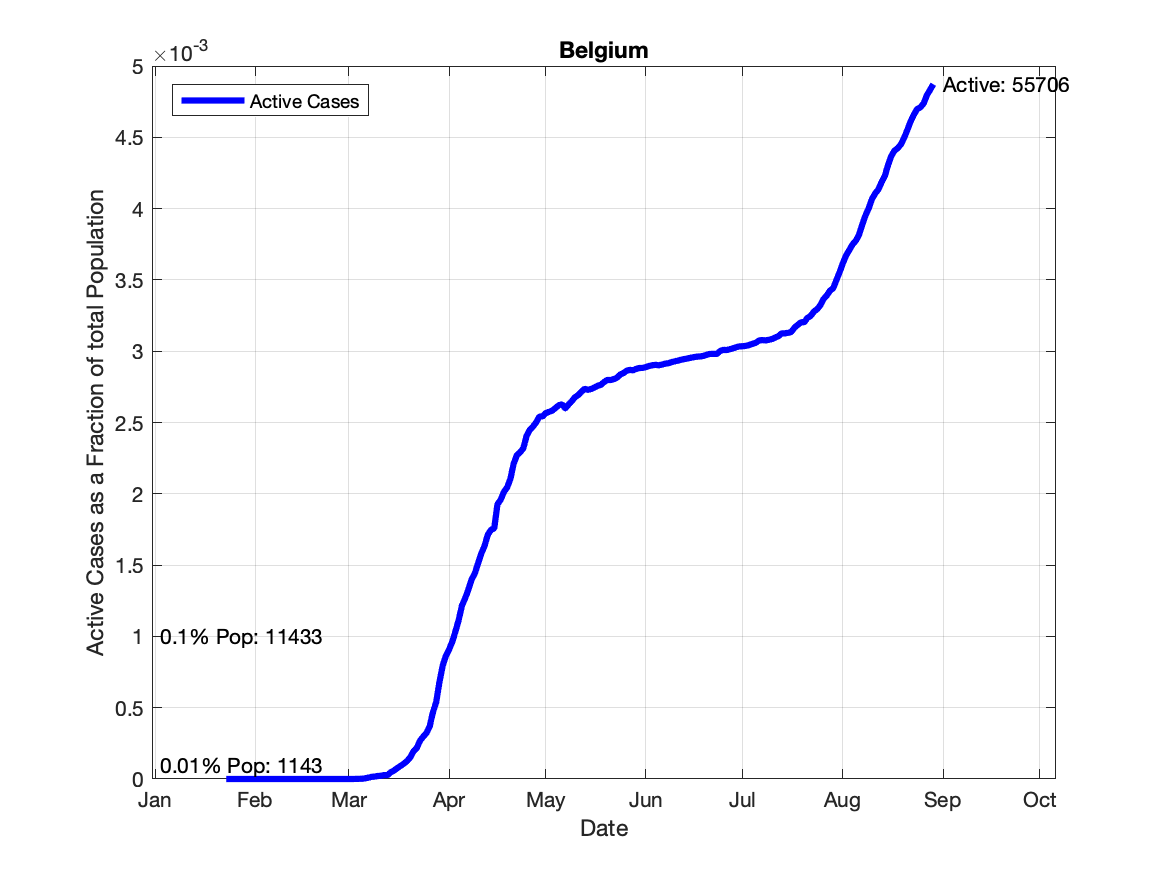 Belgium
×10-3
5
4.5
4
3.5
3
2.5
2
1.5
1
0.5
0
Active Cases as a Fraction of total Population
Active Cases
Active: 55706
0.1% Pop: 11433
0.01% Pop: 1143
Jan Feb Mar Apr May Jun Jul Aug Sep Oct
Date